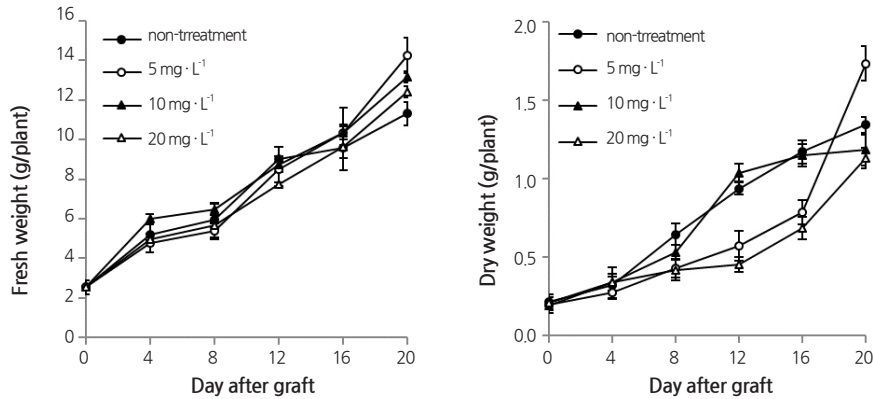 16
14
12
10
8
6
4
2
0
Fresh weight (g/plant)
non-trreatment
5 mg · L⁻¹
10 mg · L⁻¹
20 mg · L⁻¹
0 4 8 12 16 20
Day after graft
2.0
1.5
1.0
0.5
0.0
Dry weight (g/plant)
non-trreatment
5 mg · L⁻¹
10 mg · L⁻¹
20 mg · L⁻¹
0 4 8 12 16 20
Day after graft